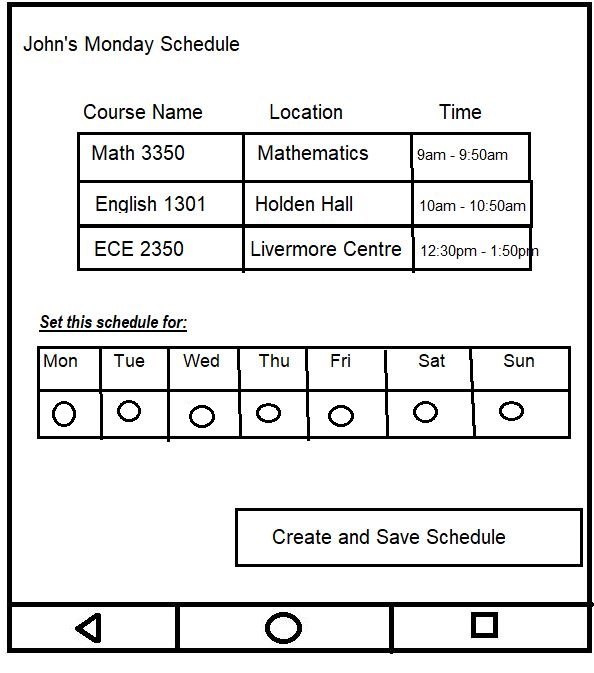 John's Monday Schedule
Course Name Location Time
Math 3350 Mathematics 9am - 9:50am
English 1301 Holden Hall 10am - 10:50am
ECE 2350 Livermore Centre 12:30pm - 1:50pm
Set this schedule for:
Mon Tue Wed Thu Fri Sat Sun
Create and Save Schedule